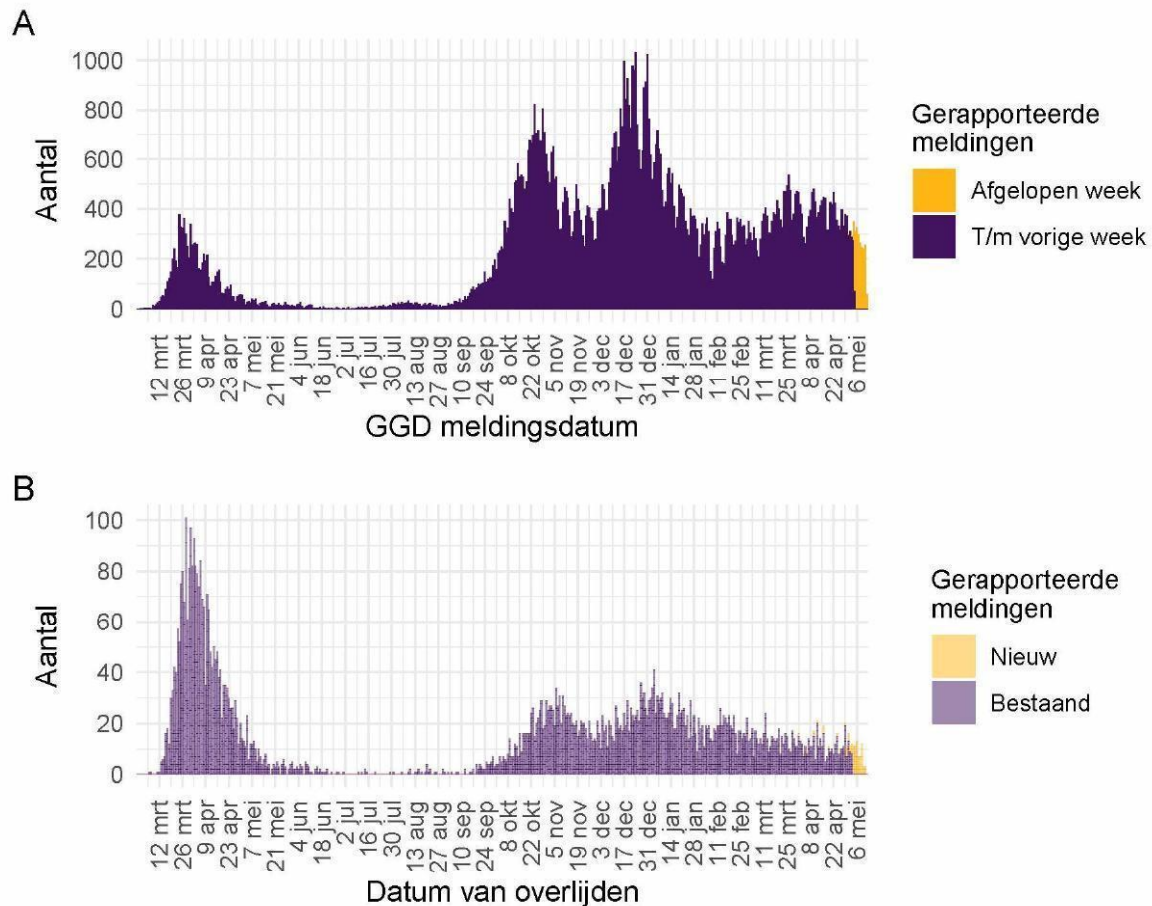 A
1000
800
600
400
200
0
Aantal
12 mrt
26 mrt
9 apr
23 apr
7 mei
21 mei
4 jun
18 jun
2 jul
16 jul
30 jul
13 aug
27 aug
10 sep
24 sep
8 okt
22 okt
5 nov
19 nov
3 dec
17 dec
31 dec
14 jan
28 jan
11 feb
25 feb
11 mrt
25 mrt
8 apr
22 apr
6 mei
GGD meldingsdatum
Gerapporteerde
meldingen
Afgelopen week
T/m vorige week
B
100
80
60
40
20
0
Aantal
12 mrt
26 mrt
9 apr
23 apr
7 mei
21 mei
4 jun
18 jun
2 jul
16 jul
30 jul
13 aug
27 aug
10 sep
24 sep
8 okt
22 okt
5 nov
19 nov
3 dec
17 dec
31 dec
14 jan
28 jan
11 feb
25 feb
11 mrt
25 mrt
8 apr
22 apr
6 mei
Datum van overlijden
Gerapporteerde
meldingen
Nieuw
Bestaand